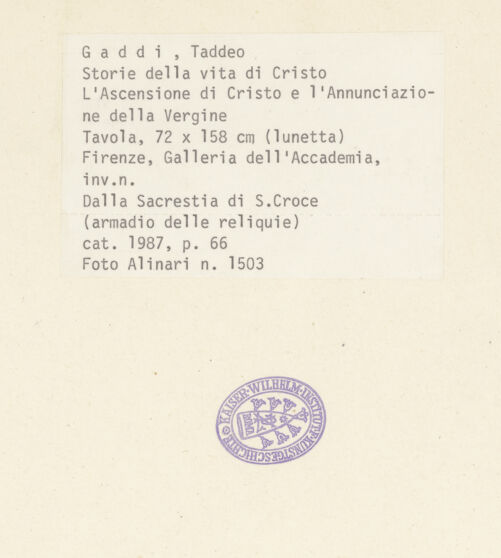 G a d d i , Taddeo
Storie della vita di Cristo
L'Ascensione di Cristo e l'Annunciazio-
ne della Vergine
Tavola, 72 x 158 cm (lunetta)
Firenze, Galleria dell'Accademia,
inv.n.
Dalla Sacrestia di S.Croce
(armadio delle reliquie)
cat. 1987, p. 66
Foto Alinari n. 1503
KAISER-WILHELM-INSTITUT F. KUNSTGESCHICHTE